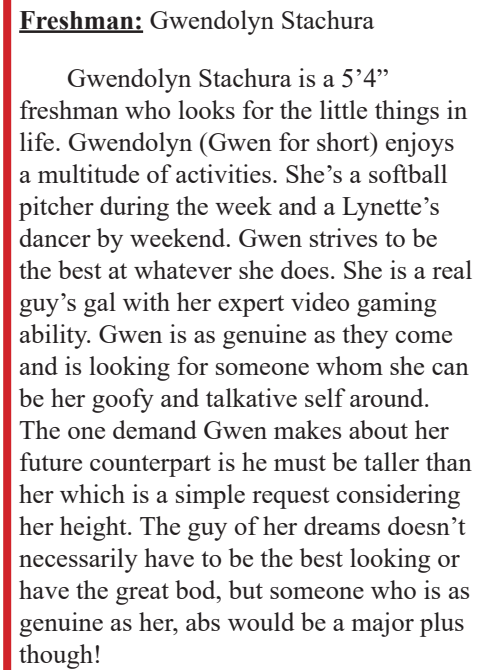 Freshman: Gwendolyn Stachura
Gwendolyn Stachura is a 5’4”
freshman who looks for the little things in
life. Gwendolyn (Gwen for short) enjoys
a multitude of activities. She’s a softball
pitcher during the week and a Lynette’s
dancer by weekend. Gwen strives to be
the best at whatever she does. She is a real
guy’s gal with her expert video gaming
ability. Gwen is as genuine as they come
and is looking for someone whom she can
be her goofy and talkative self around.
The one demand Gwen makes about her
future counterpart is he must be taller than
her which is a simple request considering
her height. The guy of her dreams doesn’t
necessarily have to be the best looking or
have the great bod, but someone who is as
genuine as her, abs would be a major plus
though!